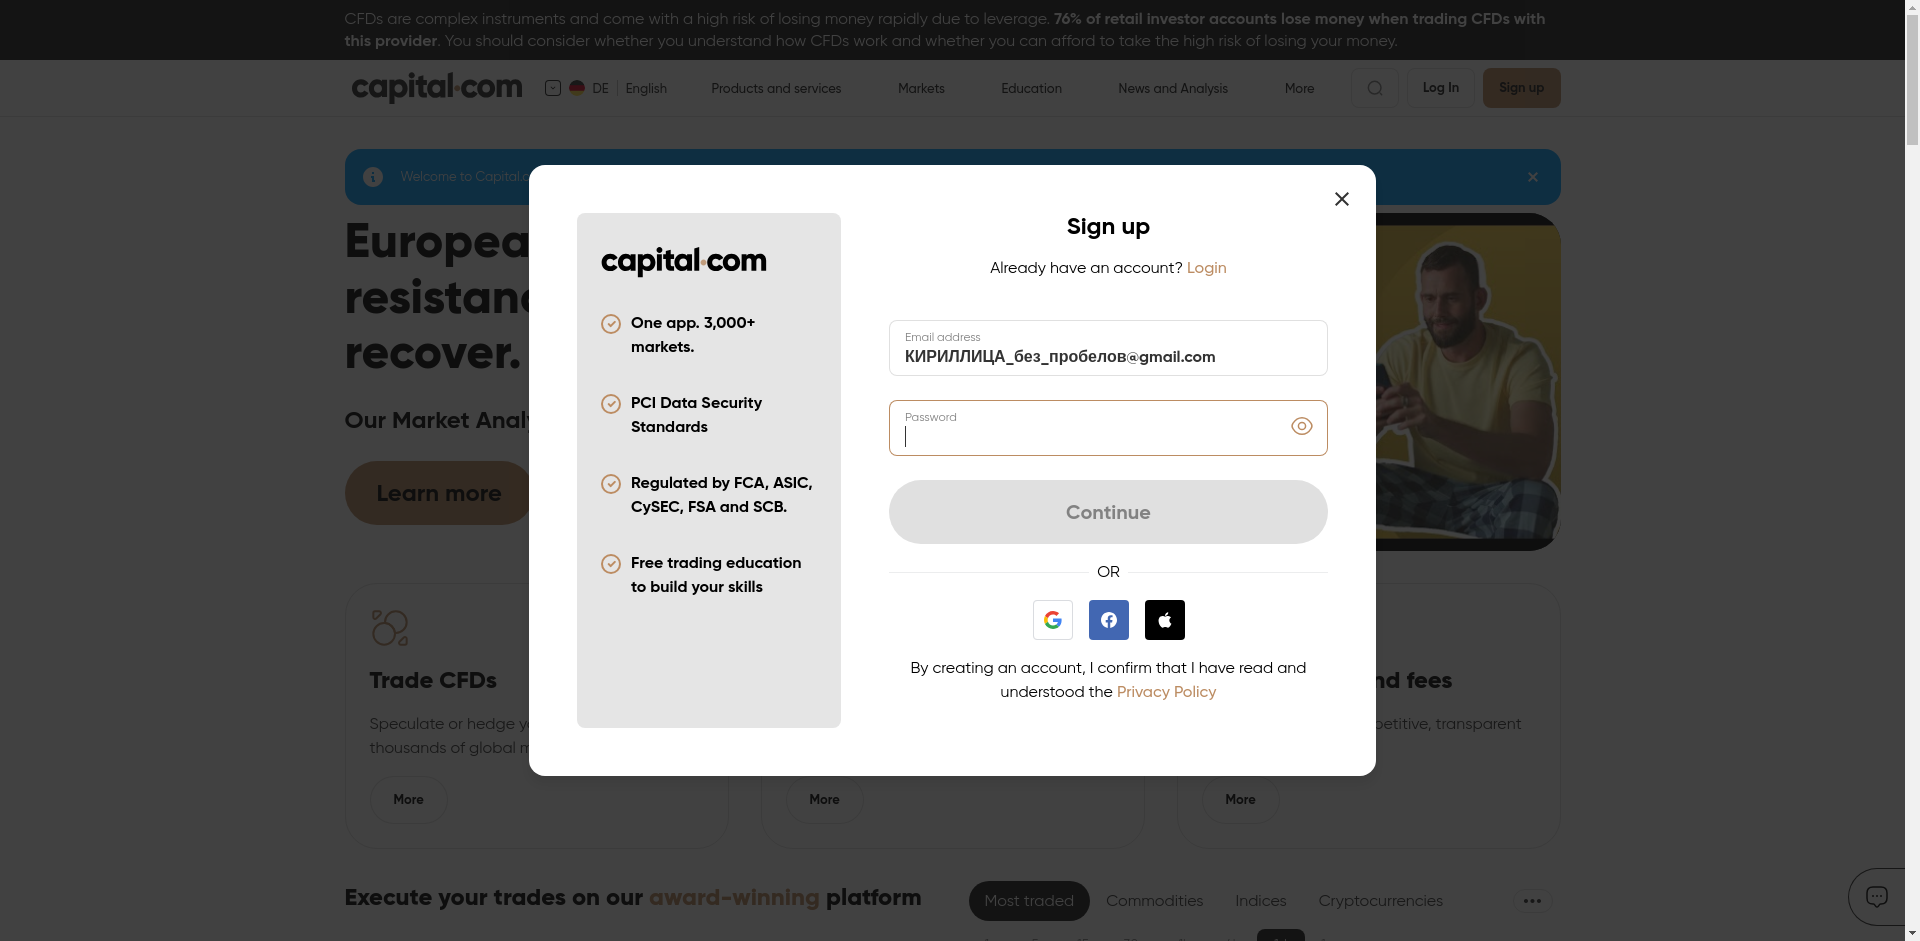 CFDs are complex instruments and come with a high risk of losing money rapidly due to leverage. 76% of retail investor accounts lose money when trading CFDs with
this provider. You should consider whether you understand how CFDs work and whether you can afford to take the high risk of losing your money.
capital.com DE English Products and services Markets Education News and Analysis More Log In Sign up
Welcome to Capital.c
Europea
resistanc
recover.
Our Market Analy
Learn more
capital.com
One app. 3,000+
markets.
PCI Data Security
Standards
Regulated by FCA, ASIC,
CySEC, FSA and SCB.
Free trading education
to build your skills
Sign up
Already have an account? Login
Email address
КИРИЛЛИЦА_без_пробелов@gmail.com
Password
Continue
OR
By creating an account, I confirm that I have read and
understood the Privacy Policy
Trade CFDs
Speculate or hedge y
thousands of global m
More
More
nd fees
petitive, transparent
More
Execute your trades on our award-winning platform
Most traded Commodities Indices Cryptocurrencies